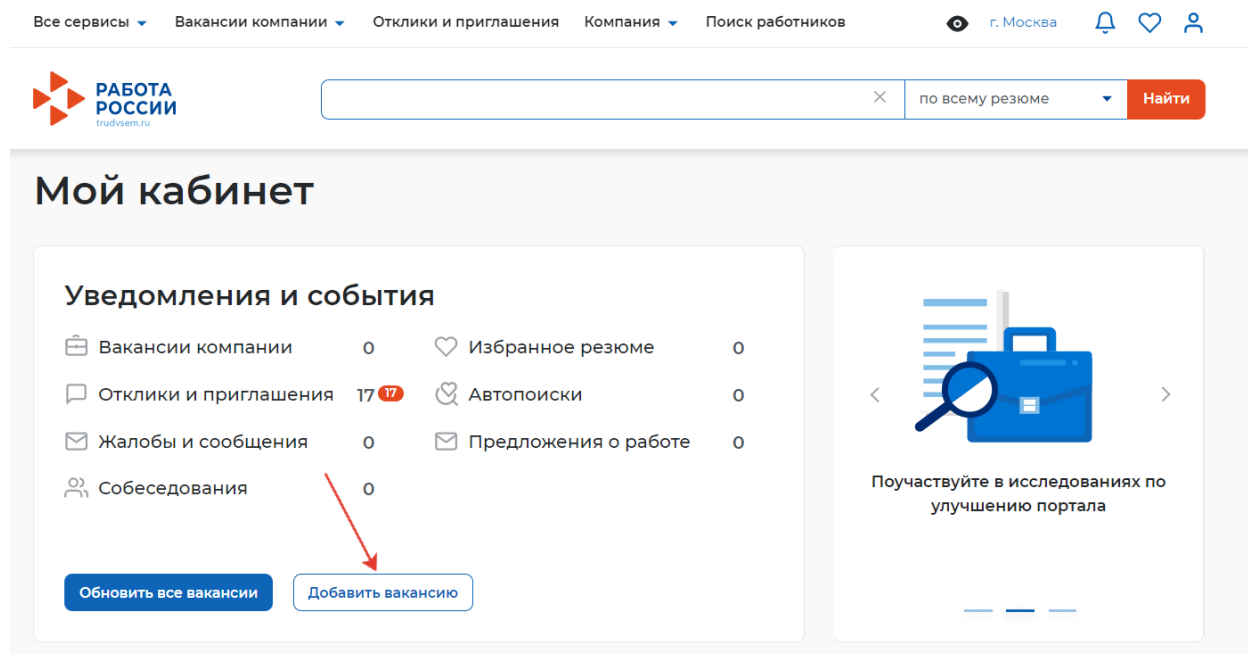 Все сервисы Вакансии компании Отклики и приглашения Компания Поиск работников г. Москва
РАБОТА
РОССИИ
trudvsem.ru
по всему резюме Найти
Мой кабинет
Уведомления и события
Вакансии компании 0 Избранное резюме 0
Отклики и приглашения 17 17 Автопоиски 0
Жалобы и сообщения 0 Предложения о работе 0
Собеседования 0
Поучаствуйте в исследованиях по
улучшению портала
Обновить все вакансии Добавить вакансию